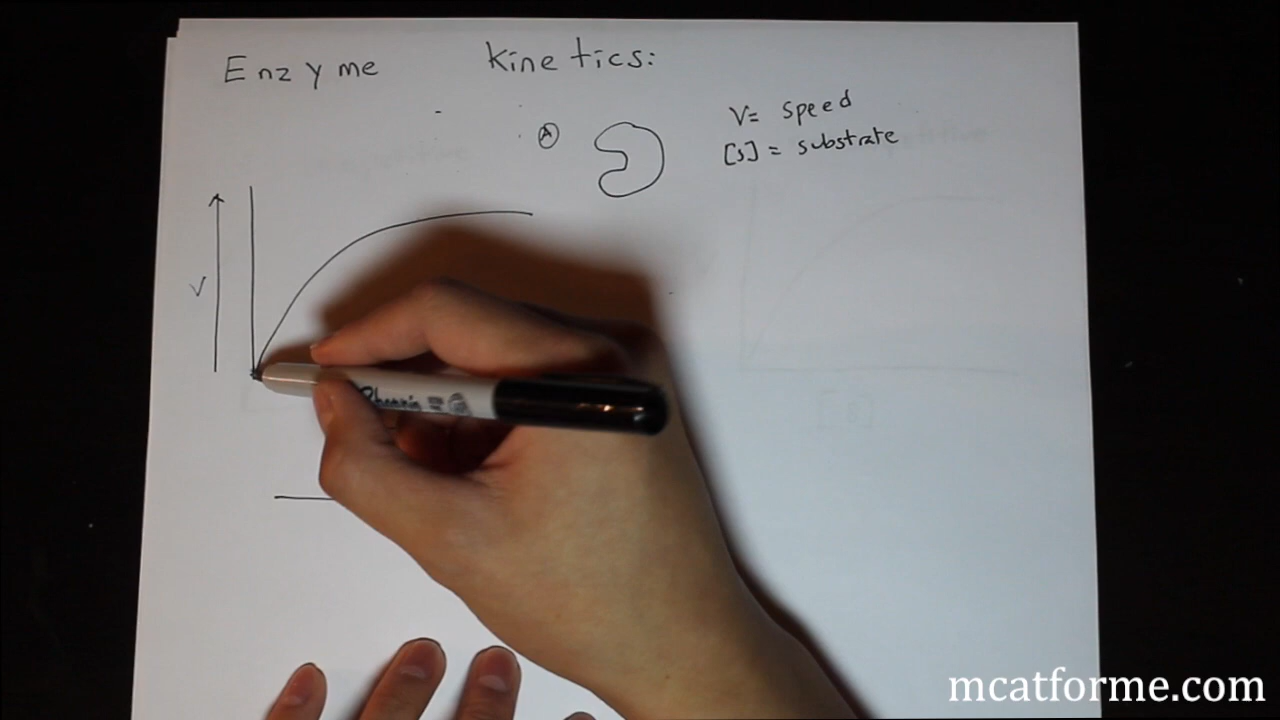 Enzyme Kinetics:
V= speed
[S] = substrate
A
V
mcatforme.com